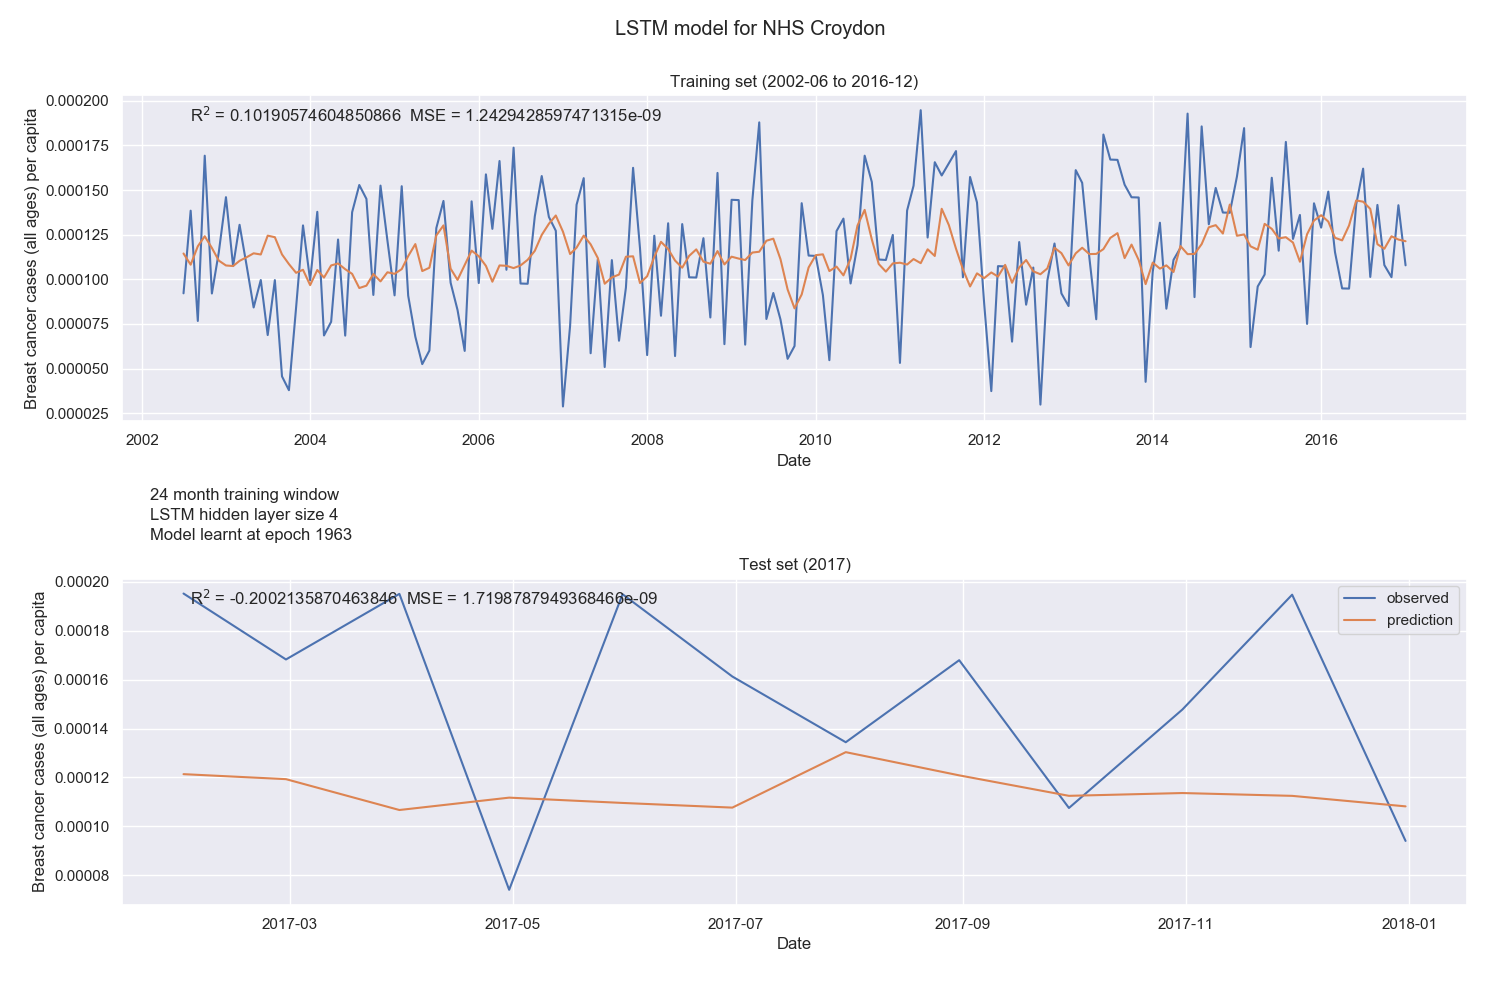 LSTM model for NHS Croydon
Training set (2002-06 to 2016-12)
R² = 0.10190574604850866 MSE = 1.2429428597471315e-09
Breast cancer cases (all ages) per capita
0.000200
0.000175
0.000150
0.000125
0.000100
0.000075
0.000050
0.000025
2002 2004 2006 2008 2010 2012 2014 2016
Date
24 month training window
LSTM hidden layer size 4
Model learnt at epoch 1963
Test set (2017)
R² = -0.2002135870463846 MSE = 1.7198787949368466e-09
observed
prediction
Breast cancer cases (all ages) per capita
0.00020
0.00018
0.00016
0.00014
0.00012
0.00010
0.00008
2017-03 2017-05 2017-07 2017-09 2017-11 2018-01
Date